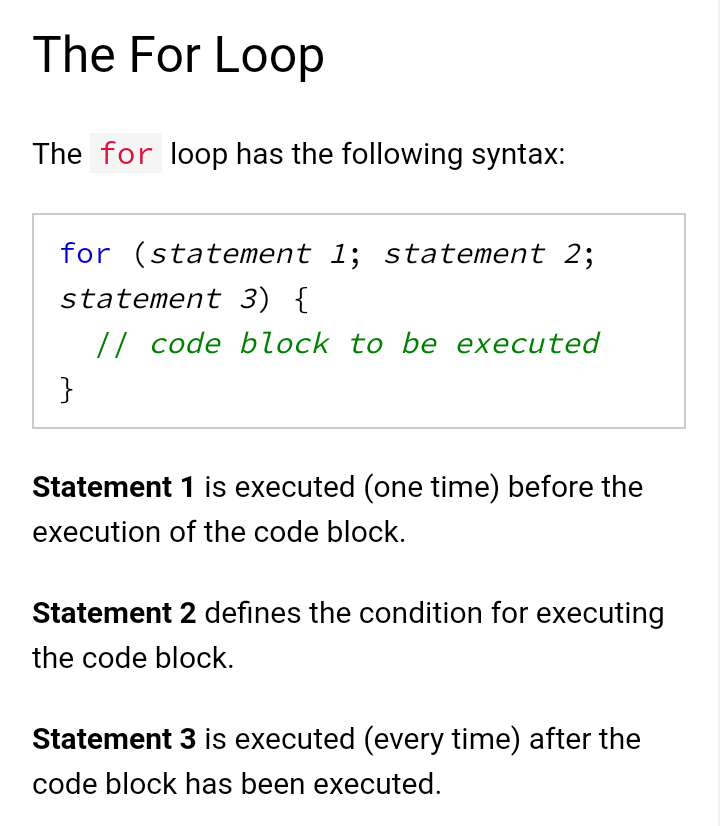 The For Loop
The for loop has the following syntax:
for (statement 1; statement 2;
statement 3) {
// code block to be executed
}
Statement 1 is executed (one time) before the
execution of the code block.
Statement 2 defines the condition for executing
the code block.
Statement 3 is executed (every time) after the
code block has been executed.